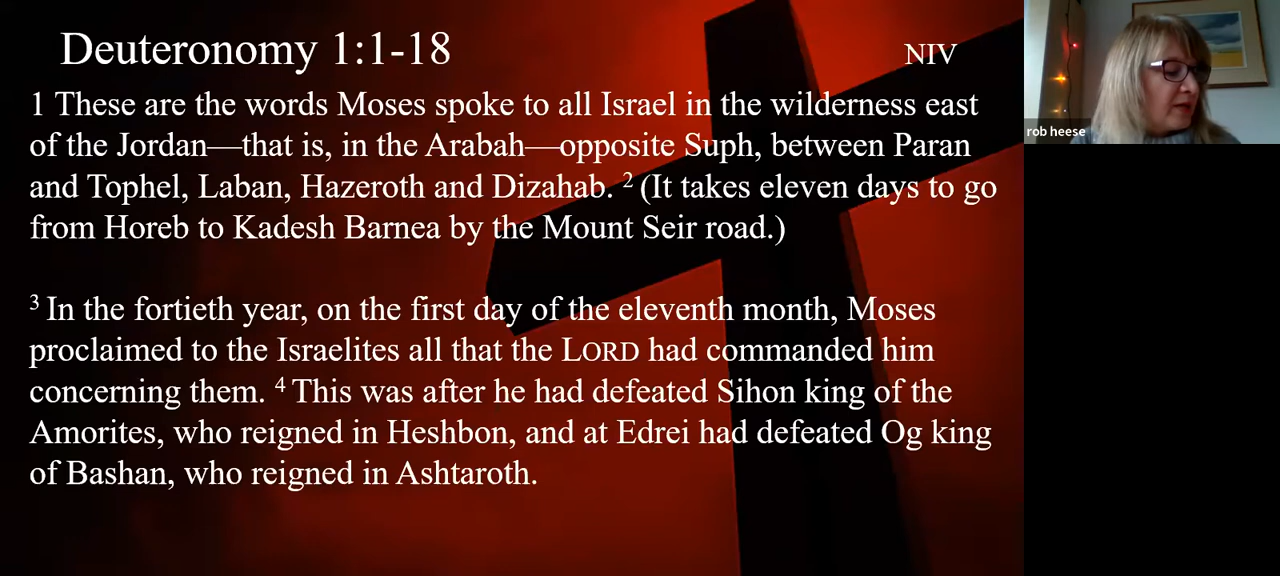 Deuteronomy 1:1-18
NIV
1 These are the words Moses spoke to all Israel in the wilderness east
of the Jordan—that is, in the Arabah—opposite Suph, between Paran
and Tophel, Laban, Hazeroth and Dizahab. 2 (It takes eleven days to go
from Horeb to Kadesh Barnea by the Mount Seir road.)
3 In the fortieth year, on the first day of the eleventh month, Moses
proclaimed to the Israelites all that the LORD had commanded him
concerning them. 4 This was after he had defeated Sihon king of the
Amorites, who reigned in Heshbon, and at Edrei had defeated Og king
of Bashan, who reigned in Ashtaroth.
rob heese